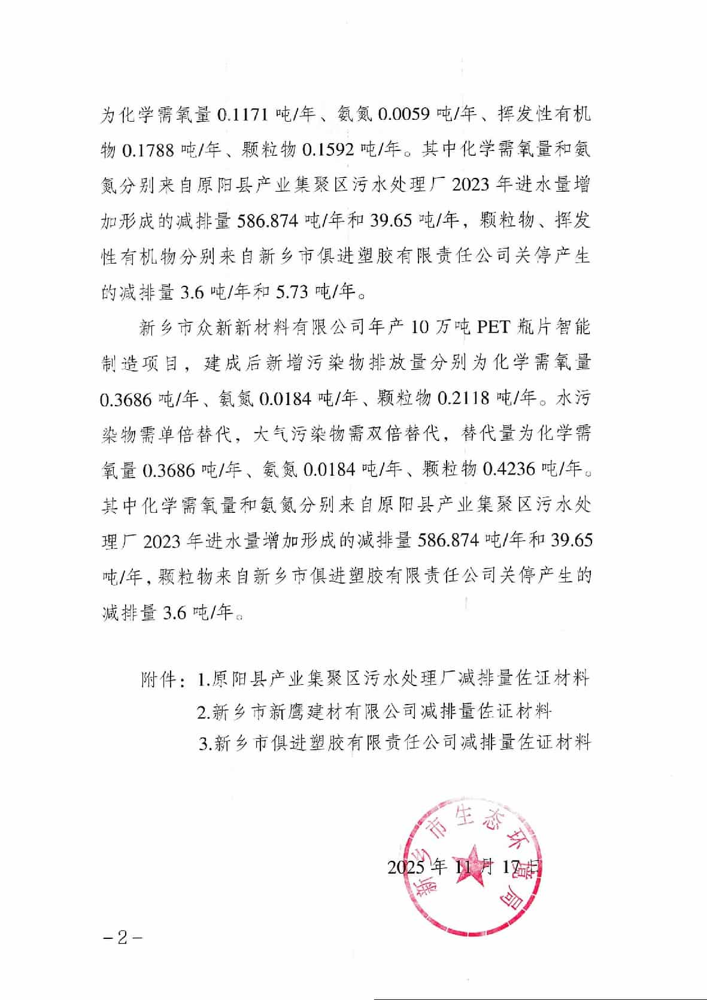 为化学需氧量 0.1171 吨/年、氨氮 0.0059 吨/年、挥发性有机
物 0.1788 吨/年、颗粒物 0.1592 吨/年。其中化学需氧量和氨
氮分别来自原阳县产业集聚区污水处理厂 2023 年进水量增
加形成的减排量 586.874 吨/年和 39.65 吨/年，颗粒物、挥发
性有机物分别来自新乡市俱进塑胶有限责任公司关停产生
的减排量 3.6 吨/年和 5.73 吨/年。
新乡市众新新材料有限公司年产 10 万吨 PET 瓶片智能
制造项目，建成后新增污染物排放量分别为化学需氧量
0.3686 吨/年、氨氮 0.0184 吨/年、颗粒物 0.2118 吨/年。水污
染物需单倍替代，大气污染物需双倍替代，替代量为化学需
氧量 0.3686 吨/年、氨氮 0.0184 吨/年、颗粒物 0.4236 吨/年。
其中化学需氧量和氨氮分别来自原阳县产业集聚区污水处
理厂 2023 年进水量增加形成的减排量 586.874 吨/年和 39.65
吨/年，颗粒物来自新乡市俱进塑胶有限责任公司关停产生的
减排量 3.6 吨/年。
附件：1.原阳县产业集聚区污水处理厂减排量佐证材料
2.新乡市新鹰建材有限公司减排量佐证材料
3.新乡市俱进塑胶有限责任公司减排量佐证材料
新乡市生态环境局
2025 年 11 月 17 日
－2－